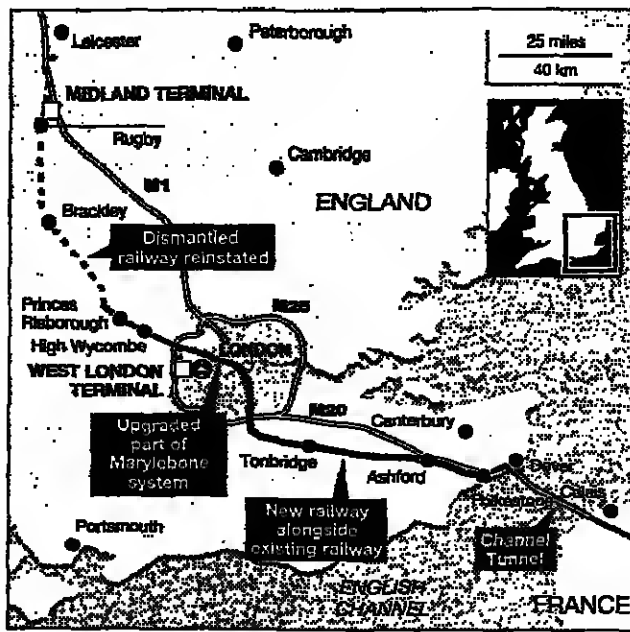 Leicester
Peterborough
25 miles
40 km
MIDLAND TERMINAL
Rugby
Cambridge
M1
ENGLAND
Brackley
Dismantled
railway reinstated
M25
Princes
Risborough
High Wycombe
LONDON
WEST LONDON
TERMINAL
M20
Canterbury
Upgraded
part of
Marylebone
system
Tonbridge
Ashford
Dover
Folkestone
Calais
New railway
alongside
existing railway
Portsmouth
Channel
Tunnel
ENGLISH
CHANNEL
FRANCE